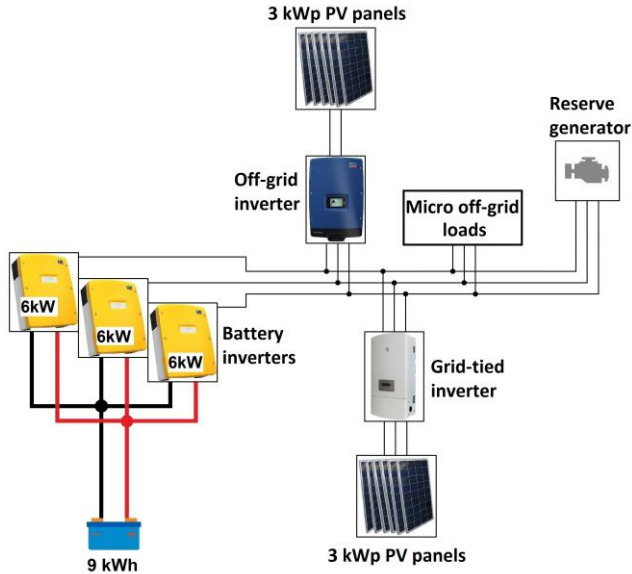 3 kWp PV panels
Reserve
generator
Off-grid
inverter
Micro off-grid
loads
6kW
6kW
6kW
Battery
inverters
Grid-tied
inverter
9 kWh
3 kWp PV panels